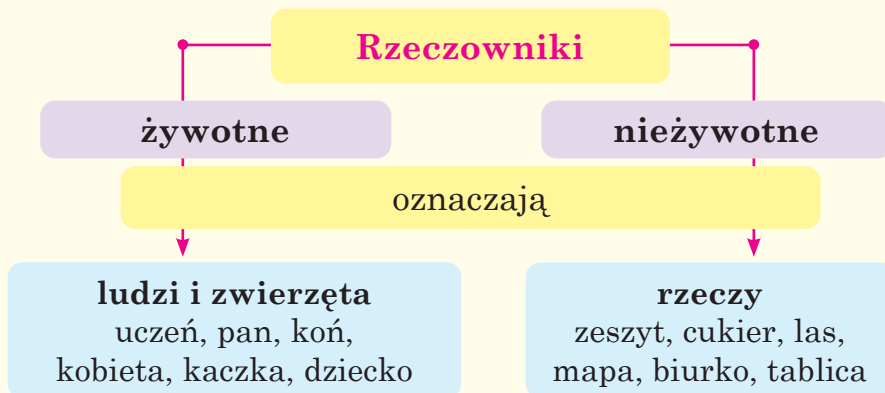 Rzeczowniki
żywotne
nieżywotne
oznaczają
ludzi i zwierzęta
uczeń, pan, koń,
kobieta, kaczka, dziecko
rzeczy
zeszyt, cukier, las,
mapa, biurko, tablica